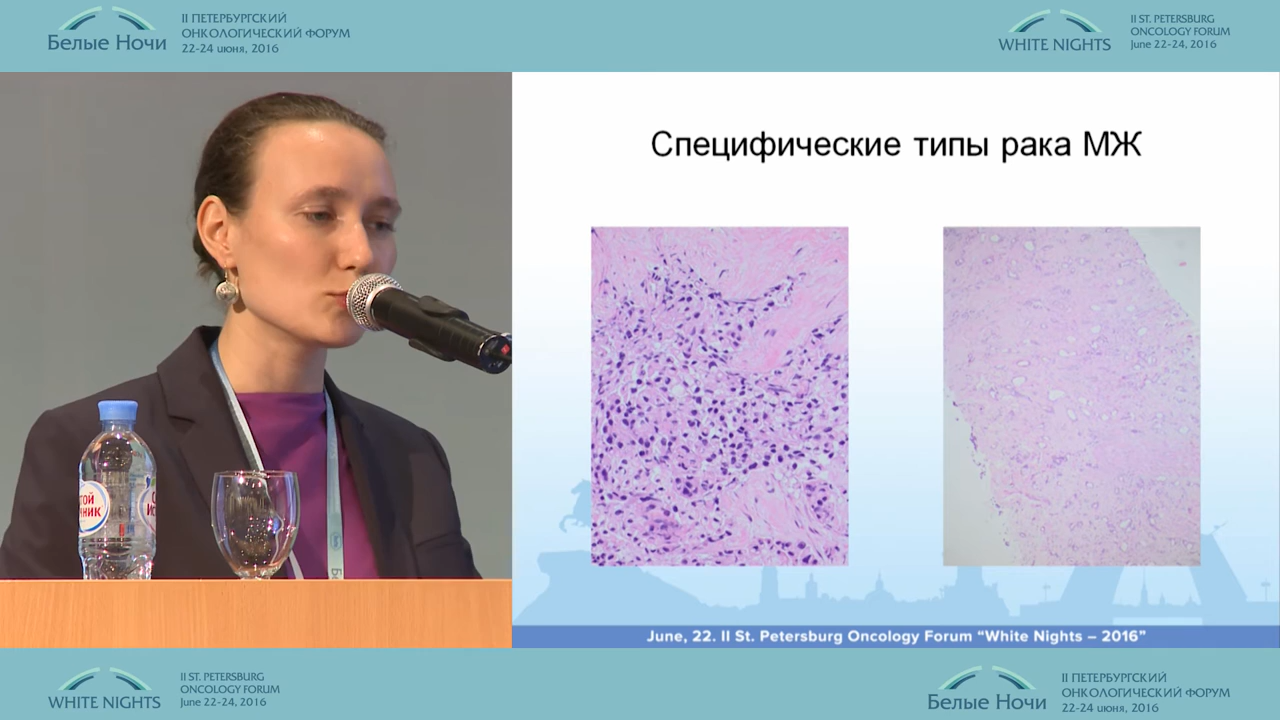 Белые Ночи
II ПЕТЕРБУРГСКИЙ
ОНКОЛОГИЧЕСКИЙ ФОРУМ
22-24 июня, 2016
WHITE NIGHTS
II ST. PETERSBURG
ONCOLOGY FORUM
June 22-24, 2016
Специфические типы рака МЖ
June, 22. II St. Petersburg Oncology Forum “White Nights – 2016”
WHITE NIGHTS
II ST. PETERSBURG
ONCOLOGY FORUM
June 22-24, 2016
Белые Ночи
II ПЕТЕРБУРГСКИЙ
ОНКОЛОГИЧЕСКИЙ ФОРУМ
22-24 июня, 2016